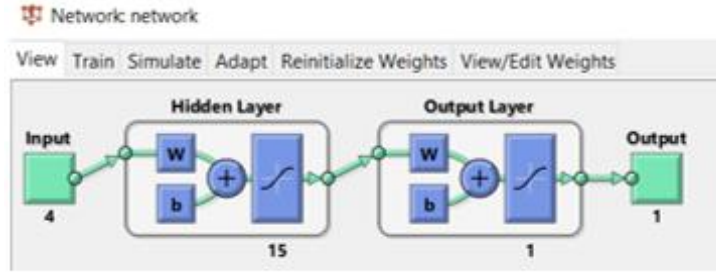 Network: network
View Train Simulate Adapt Reinitialize Weights View/Edit Weights
Hidden Layer Output Layer
Input Output
W W
b b
+ +
4 1
15 1